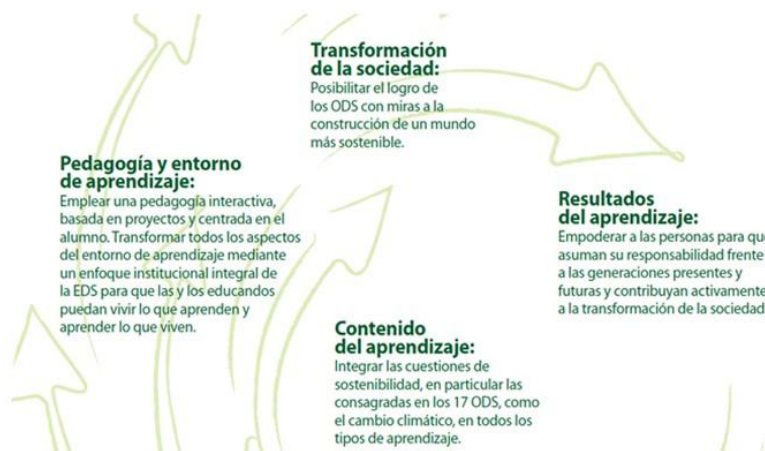 Transformación
de la sociedad:
Posibilitar el logro de
los ODS con miras a la
construcción de un mundo
más sostenible.
Pedagogía y entorno
de aprendizaje:
Emplear una pedagogía interactiva,
basada en proyectos y centrada en el
alumno. Transformar todos los aspectos
del entorno de aprendizaje mediante
un enfoque institucional integral de
la EDS para que las y los educandos
puedan vivir lo que aprenden y
aprender lo que viven.
Resultados
del aprendizaje:
Empoderar a las personas para que
asuman su responsabilidad frente
a las generaciones presentes y
futuras y contribuyan activamente
a la transformación de la sociedad
Contenido
del aprendizaje:
Integrar las cuestiones de
sostenibilidad, en particular las
consagradas en los 17 ODS, como
el cambio climático, en todos los
tipos de aprendizaje.